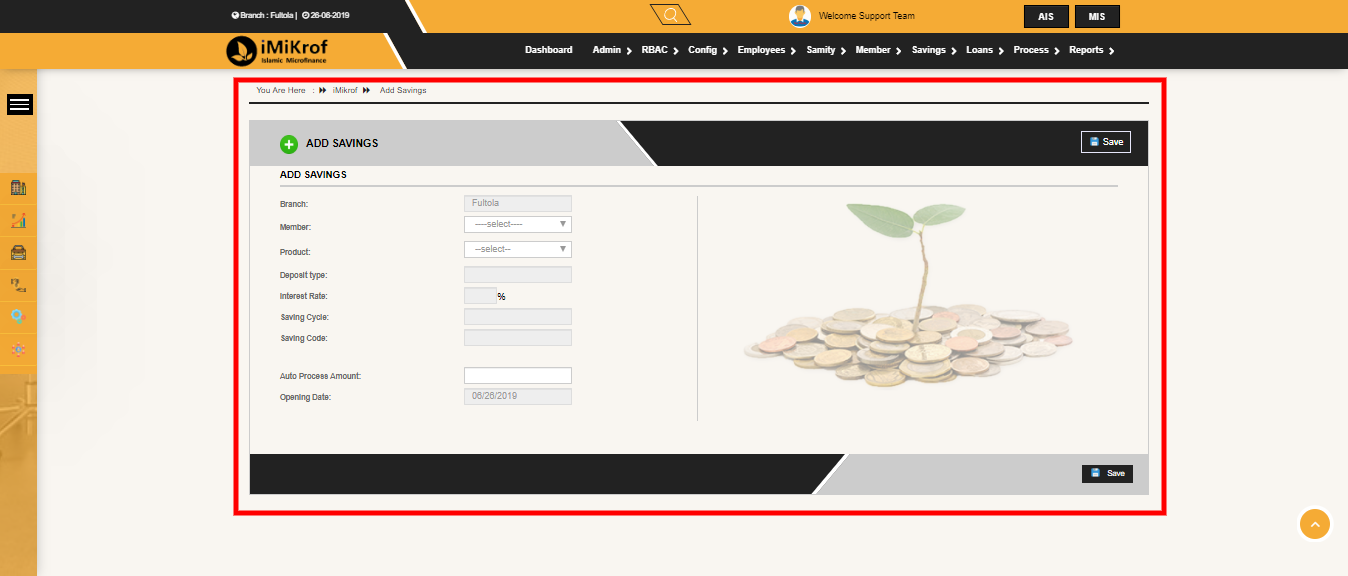 Branch : Fultola | 26-06-2019
Welcome Support Team
AIS MIS
iMiKrof
Islamic Microfinance
Dashboard Admin RBAC Config Employees Samity Member Savings Loans Process Reports
You Are Here : iMikrof Add Savings
ADD SAVINGS
Save
ADD SAVINGS
Branch: Fultola
Member: ----select----
Product: --select--
Deposit type:
Interest Rate: %
Saving Cycle:
Saving Code:
Auto Process Amount:
Opening Date: 06/26/2019
Save